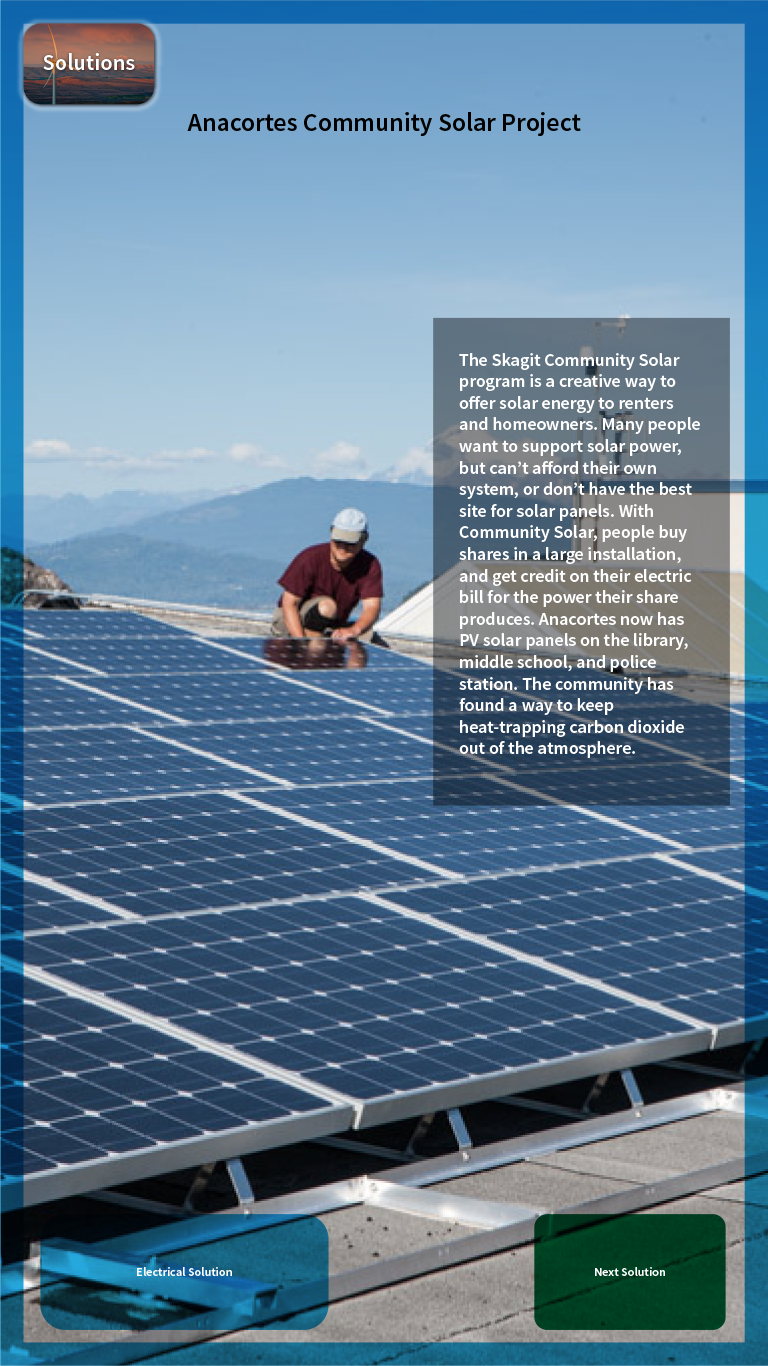 Solutions
Anacortes Community Solar Project
The Skagit Community Solar
program is a creative way to
offer solar energy to renters
and homeowners. Many people
want to support solar power,
but can’t afford their own
system, or don’t have the best
site for solar panels. With
Community Solar, people buy
shares in a large installation,
and get credit on their electric
bill for the power their share
produces. Anacortes now has
PV solar panels on the library,
middle school, and police
station. The community has
found a way to keep
heat-trapping carbon dioxide
out of the atmosphere.
Electrical Solution
Next Solution